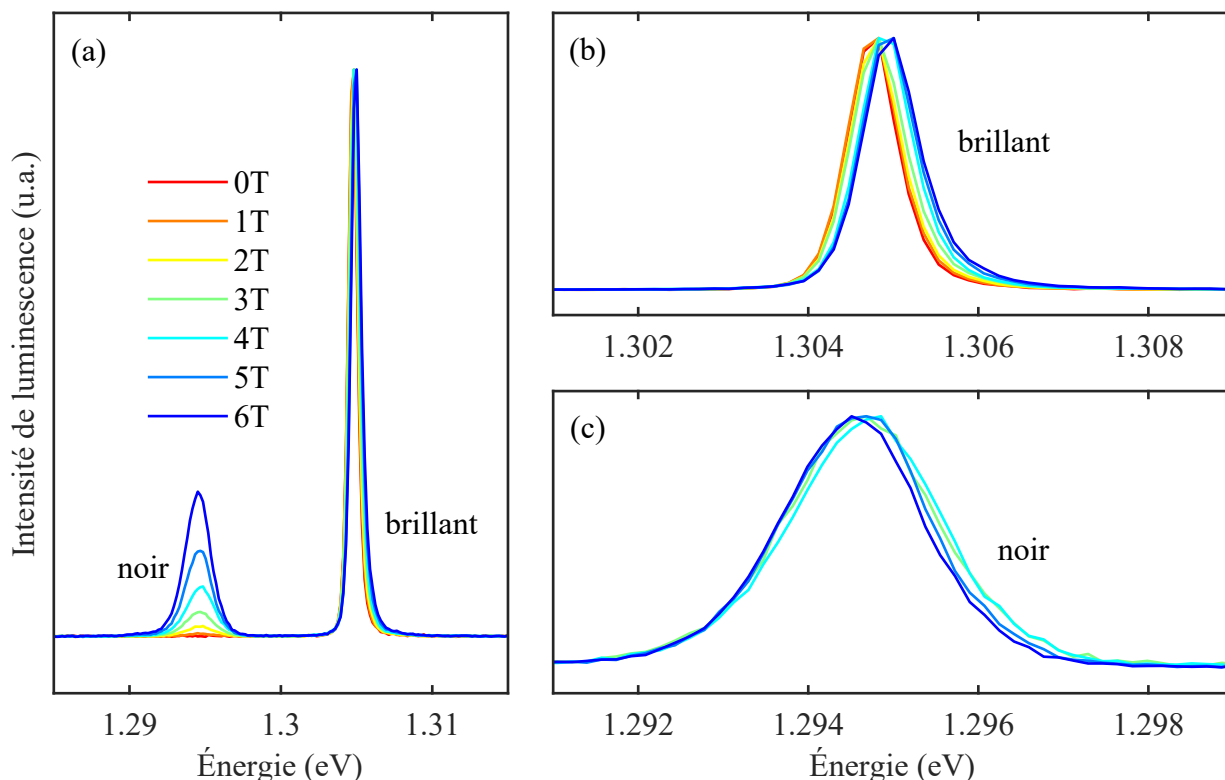 (a)
Intensité de luminescence (u.a.)
0T
1T
2T
3T
4T
5T
6T
noir
brillant
1.29
1.3
1.31
Énergie (eV)
(b)
brillant
1.302
1.304
1.306
1.308
(c)
noir
1.292
1.294
1.296
1.298
Énergie (eV)